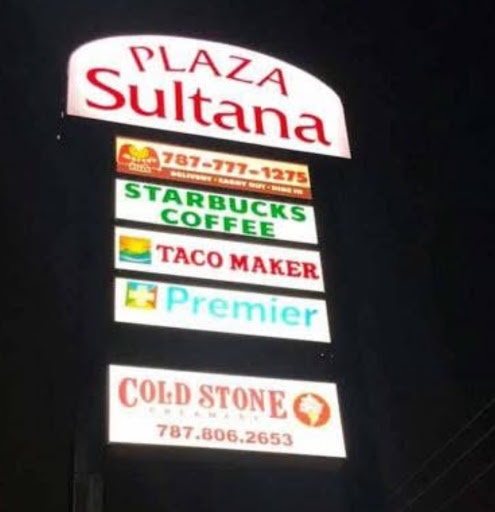 PLAZA
Sultana
787-777-1275
DELIVERY • CARRY OUT • DINE IN
STARBUCKS
COFFEE
TACO MAKER
Premier
COLD STONE
CREAMERY
787.806.2653